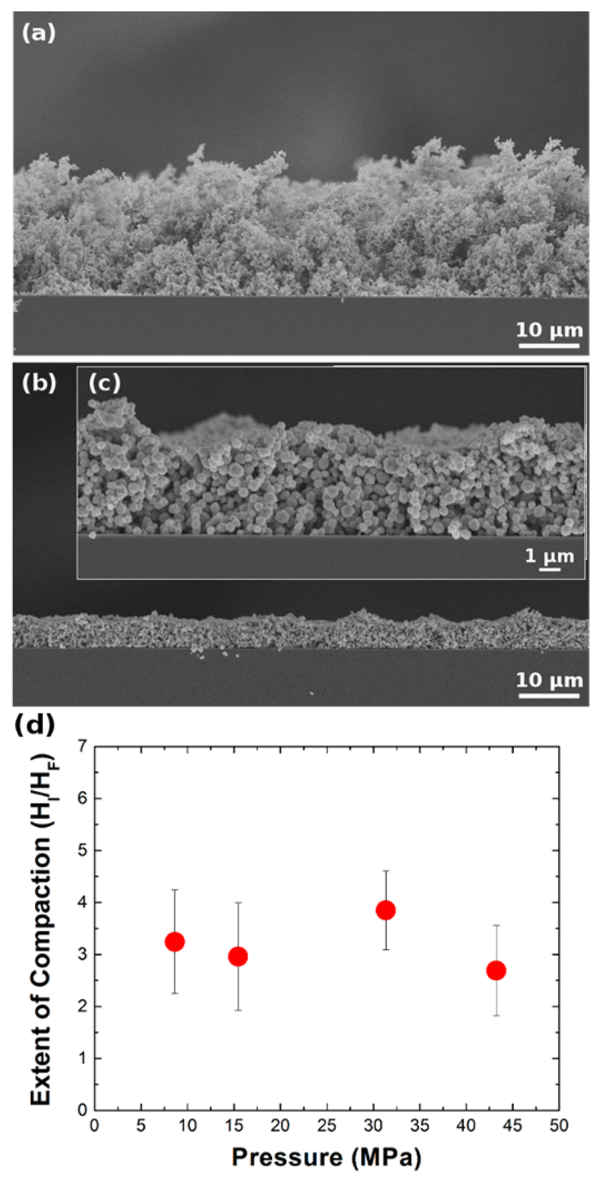 (a)
10 μm
(b)
(c)
1 μm
10 μm
(d)
7
6
5
4
3
2
1
0
Extent of Compaction (HI/HF)
0 5 10 15 20 25 30 35 40 45 50
Pressure (MPa)